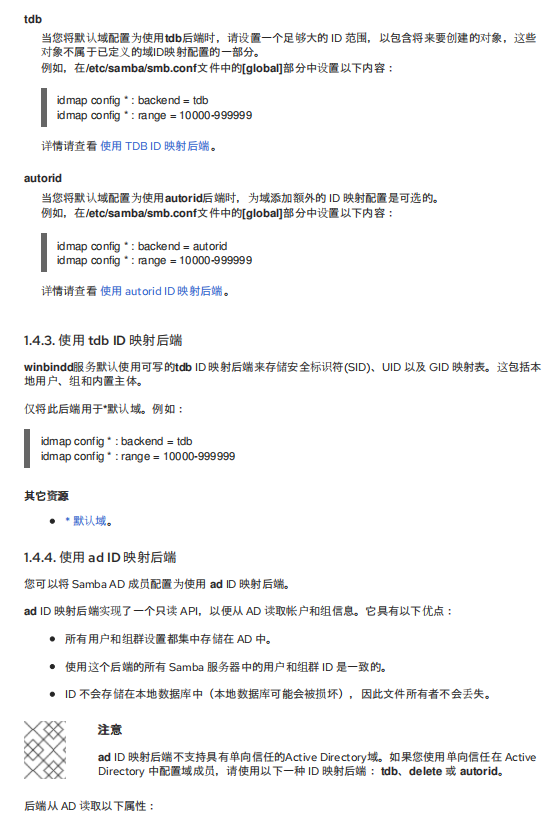 tdb
当您将默认域配置为使用tdb后端时，请设置一个足够大的 ID 范围，以包含将来要创建的对象，这些
对象不属于已定义的域ID映射配置的一部分。
例如，在/etc/samba/smb.conf文件中的[global]部分中设置以下内容：
idmap config * : backend = tdb
idmap config * : range = 10000-999999
详情请查看 使用 TDB ID 映射后端 。
autorid
当您将默认域配置为使用autorid后端时，为域添加额外的 ID 映射配置是可选的。
例如，在/etc/samba/smb.conf文件中的[global]部分中设置以下内容：
idmap config * : backend = autorid
idmap config * : range = 10000-999999
详情请查看 使用 autorid ID 映射后端 。
1.4.3. 使用 tdb ID 映射后端
winbindd服务默认使用可写的tdb ID 映射后端来存储安全标识符(SID)、UID 以及 GID 映射表。这包括本
地用户、组和内置主体。
仅将此后端用于*默认域。例如：
idmap config * : backend = tdb
idmap config * : range = 10000-999999
其它资源
● * 默认域。
1.4.4. 使用 ad ID 映射后端
您可以将 Samba AD 成员配置为使用 ad ID 映射后端。
ad ID 映射后端实现了一个只读 API，以便从 AD 读取帐户和组信息。它具有以下优点：
● 所有用户和组群设置都集中存储在 AD 中。
● 使用这个后端的所有 Samba 服务器中的用户和组群 ID 是一致的。
● ID 不会存储在本地数据库中（本地数据库可能会被损坏），因此文件所有者不会丢失。
注意
ad ID 映射后端不支持具有单向信任的Active Directory域。如果您使用单向信任在 Active
Directory 中配置域成员，请使用以下一种 ID 映射后端：tdb、delete 或 autorid。
后端从 AD 读取以下属性：